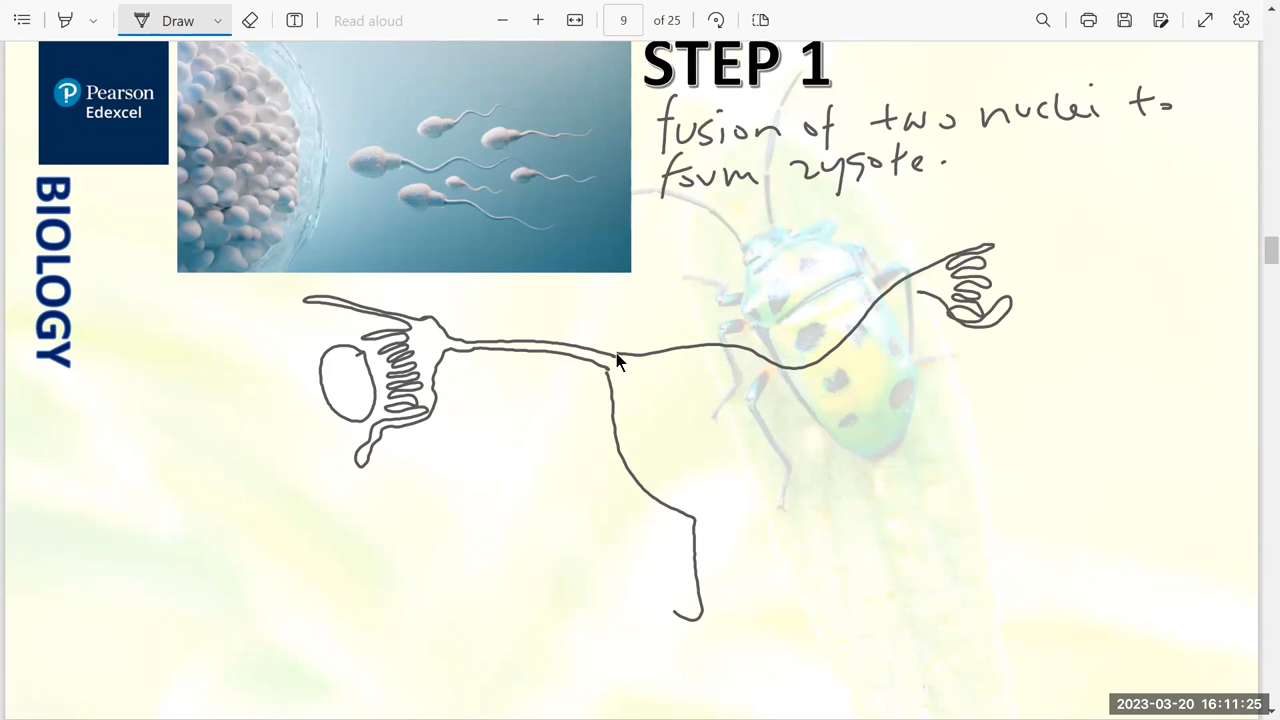 Draw
Read aloud
9
of 25
Pearson
Edexcel
BIOLOGY
STEP 1
fusion of two nuclei to
form zygote.
2023-03-20 16:11:25